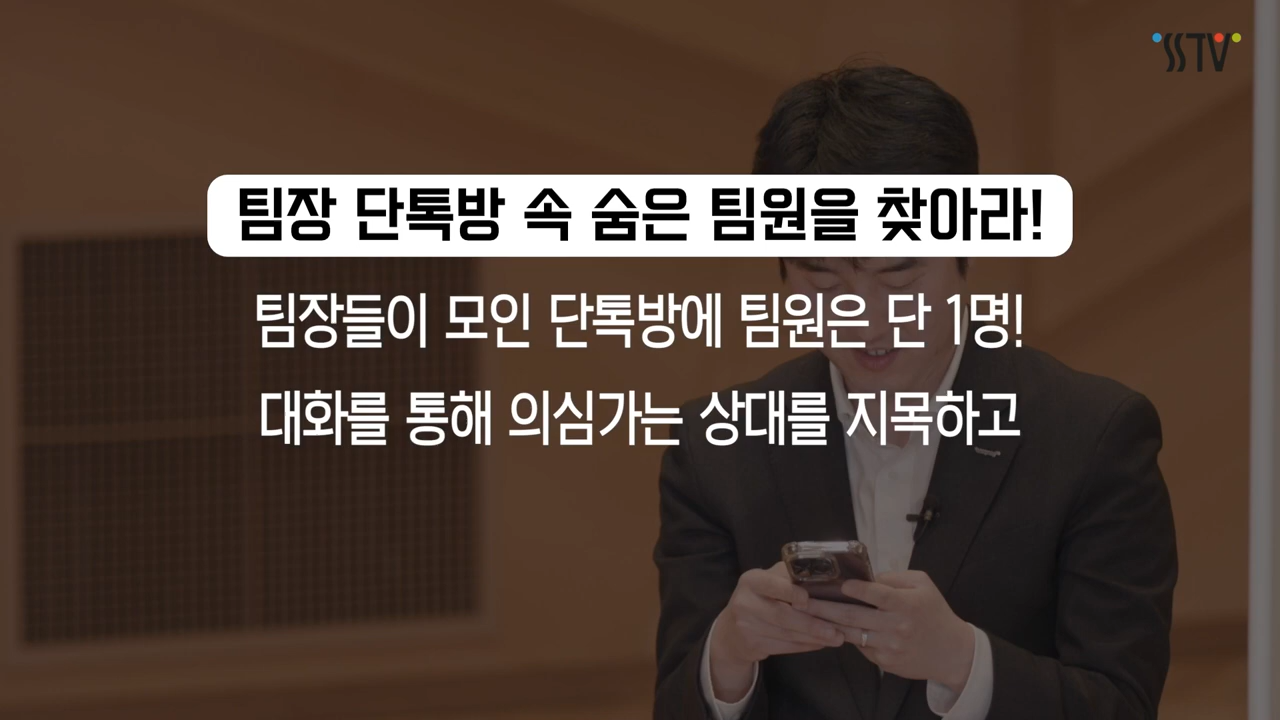 SSTV
팀장 단톡방 속 숨은 팀원을 찾아라!
팀장들이 모인 단톡방에 팀원은 단 1명!
대화를 통해 의심가는 상대를 지목하고